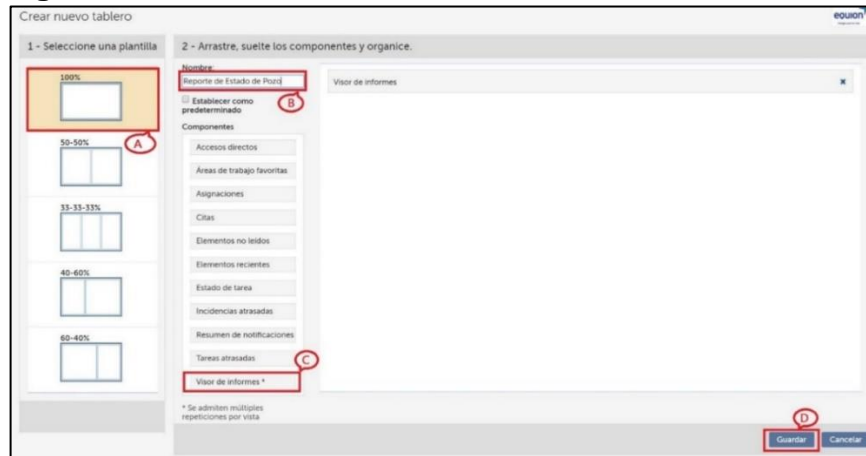 Crear nuevo tablero
equion
1 - Seleccione una plantilla
2 - Arrastre, suelte los componentes y organice.
100%
A
50-50%
33-33-33%
40-60%
60-40%
Nombre:
Reporte de Estado de Pozo
B
Establecer como
predeterminado
Componentes
Accesos directos
Áreas de trabajo favoritas
Asignaciones
Citas
Elementos no leídos
Elementos recientes
Estado de tarea
Incidencias atrasadas
Resumen de notificaciones
Tareas atrasadas
C
Visor de informes *
* Se admiten múltiples
repeticiones por vista
Visor de informes
D
Guardar
Cancelar